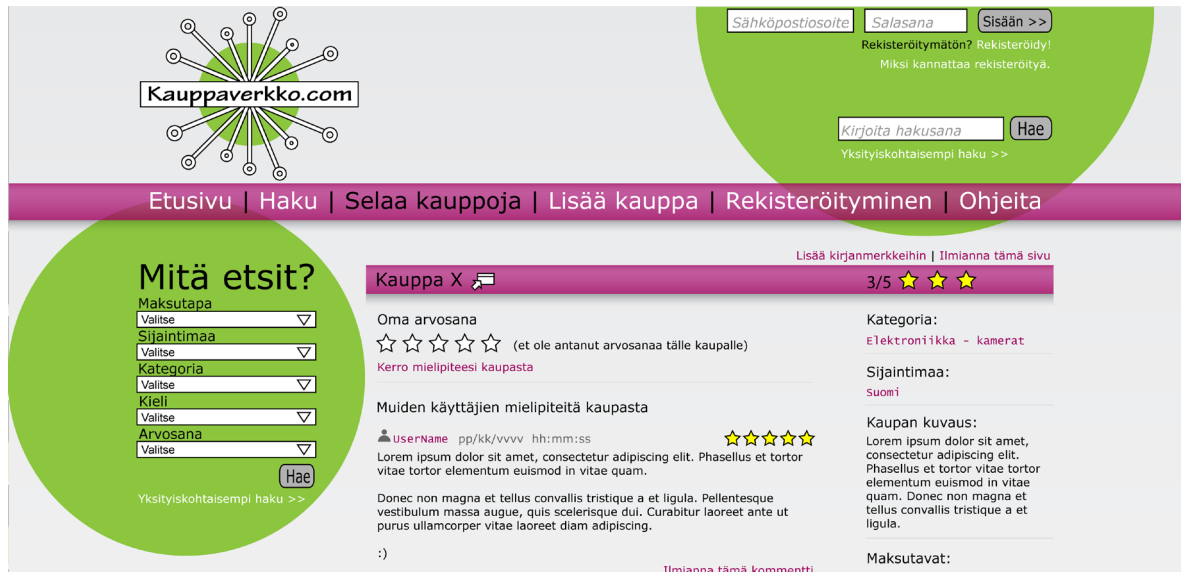 Sähköpostiosoite Salasana Sisään >>
Rekisteröitymätön? Rekisteröidy!
Miksi kannattaa rekisteröityä.
Kauppaverkko.com
Kirjoita hakusana Hae
Yksityiskohtaisempi haku >>
Etusivu | Haku | Selaa kauppoja | Lisää kauppa | Rekisteröityminen | Ohjeita
Lisää kirjanmerkkeihin | Ilmianna tämä sivu
Mitä etsit?
Maksutapa
Valitse
Sijaintimaa
Valitse
Kategoria
Valitse
Kieli
Valitse
Arvosana
Valitse
Hae
Yksityiskohtaisempi haku >>
Kauppa X
3/5
Oma arvosana
(et ole antanut arvosanaa tälle kaupalle)
Kerro mielipiteesi kaupasta
Muiden käyttäjien mielipiteitä kaupasta
UserName pp/kk/vvvv hh:mm:ss
Lorem ipsum dolor sit amet, consectetur adipiscing elit. Phasellus et tortor
vitae tortor elementum euismod in vitae quam.
Donec non magna et tellus convallis tristique a et ligula. Pellentesque
vestibulum massa augue, quis scelerisque dui. Curabitur laoreet ante ut
purus ullamcorper vitae laoreet diam adipiscing.
:)
Ilmianna tämä kommentti
Kategoria:
Elektroniikka - kamerat
Sijaintimaa:
Suomi
Kaupan kuvaus:
Lorem ipsum dolor sit amet,
consectetur adipiscing elit.
Phasellus et tortor vitae tortor
elementum euismod in vitae
quam. Donec non magna et
tellus convallis tristique a et
ligula.
Maksutavat: